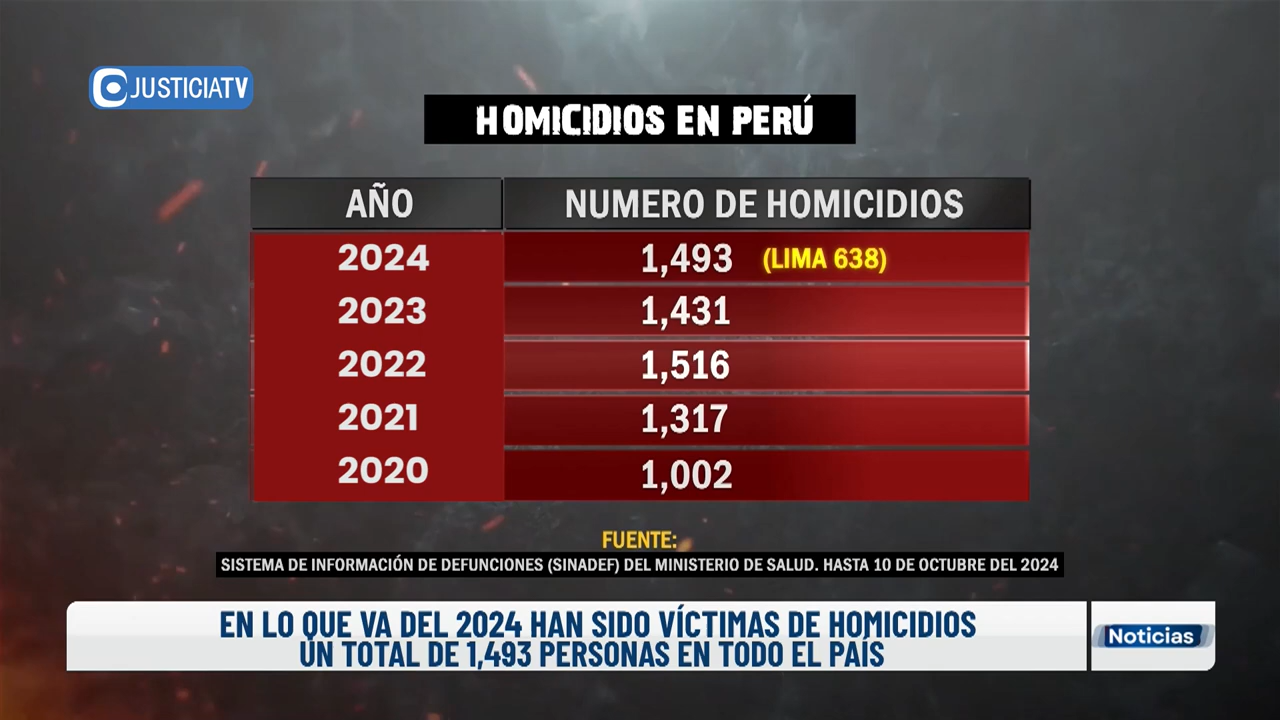 JUSTICIATV
HOMICIDIOS EN PERÚ
AÑO NUMERO DE HOMICIDIOS
2024 1,493 (LIMA 638)
2023 1,431
2022 1,516
2021 1,317
2020 1,002
FUENTE:
SISTEMA DE INFORMACIÓN DE DEFUNCIONES (SINADEF) DEL MINISTERIO DE SALUD. HASTA 10 DE OCTUBRE DEL 2024
EN LO QUE VA DEL 2024 HAN SIDO VÍCTIMAS DE HOMICIDIOS
UN TOTAL DE 1,493 PERSONAS EN TODO EL PAÍS
Noticias